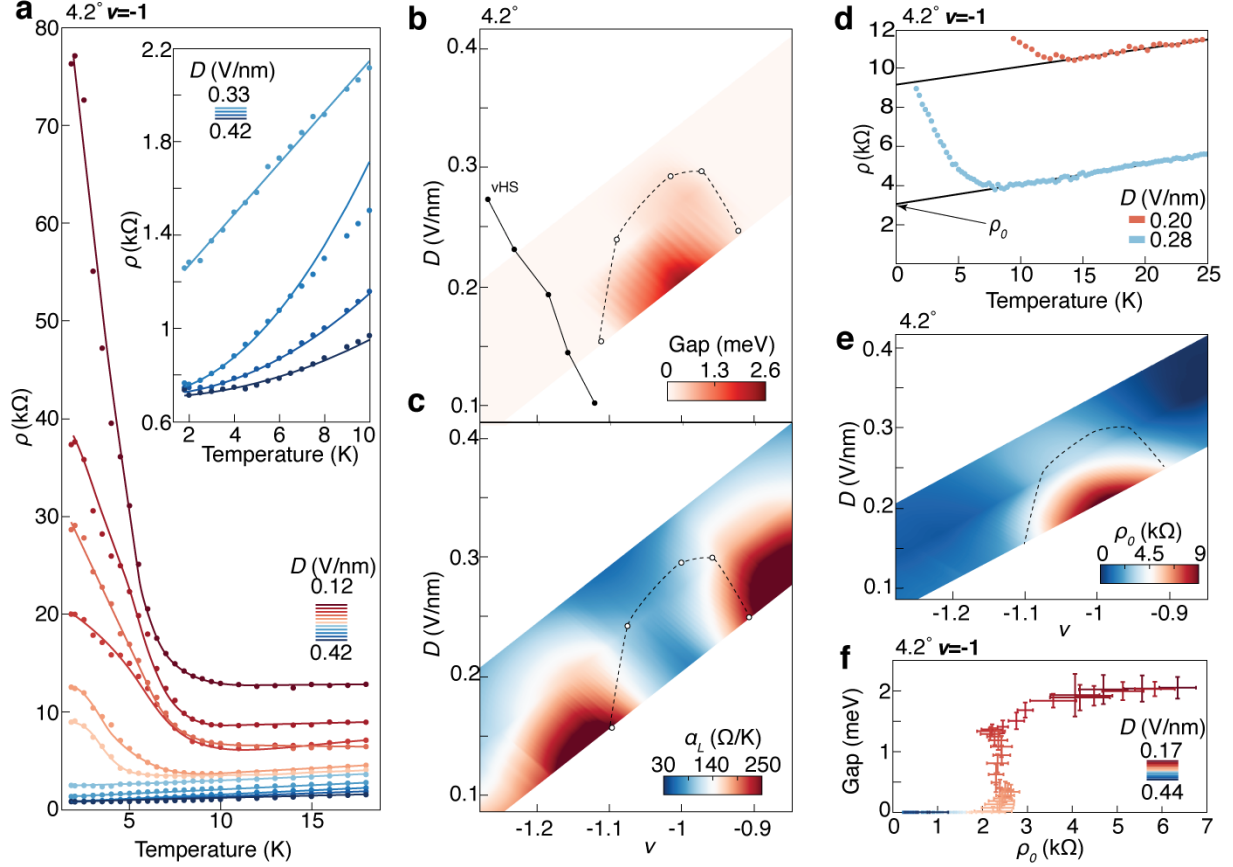 a
4.2° ν=-1
80
70
60
50
40
30
20
10
0
ρ (kΩ)
5
10
15
Temperature (K)
D (V/nm)
0.12
0.42
2.2
1.8
1.4
1
0.6
ρ (kΩ)
2
4
6
8
10
Temperature (K)
D (V/nm)
0.33
0.42
b
4.2°
0.4
0.3
0.2
0.1
D (V/nm)
vHS
Gap (meV)
0 1.3 2.6
c
0.4
0.3
0.2
0.1
D (V/nm)
α_L (Ω/K)
30 140 250
-1.2 -1.1 -1 -0.9
ν
d
4.2° ν=-1
12
10
8
6
4
2
ρ (kΩ)
ρ₀
D (V/nm)
0.20
0.28
0 5 10 15 20 25
Temperature (K)
e
4.2°
0.4
0.3
0.2
0.1
D (V/nm)
ρ₀ (kΩ)
0 4.5 9
-1.2 -1.1 -1 -0.9
ν
f
4.2° ν=-1
2
1
0
Gap (meV)
D (V/nm)
0.17
0.44
0 1 2 3 4 5 6 7
ρ₀ (kΩ)